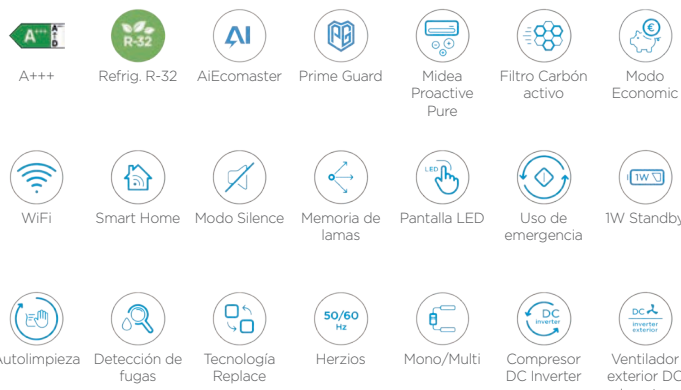 A+++
A+++
A
D
R-32
AI
PG
€
A+++
Refrig. R-32
AiEcomaster
Prime Guard
Midea
Proactive
Pure
Filtro Carbón
activo
Modo
Economic
LED
1W
WiFi
Smart Home
Modo Silence
Memoria de
lamas
Pantalla LED
Uso de
emergencia
1W Standby
50/60
Hz
DC
inverter
DC
inverter
exterior
Autolimpieza
Detección de
fugas
Tecnología
Replace
Herzios
Mono/Multi
Compresor
DC Inverter
Ventilador
exterior DC